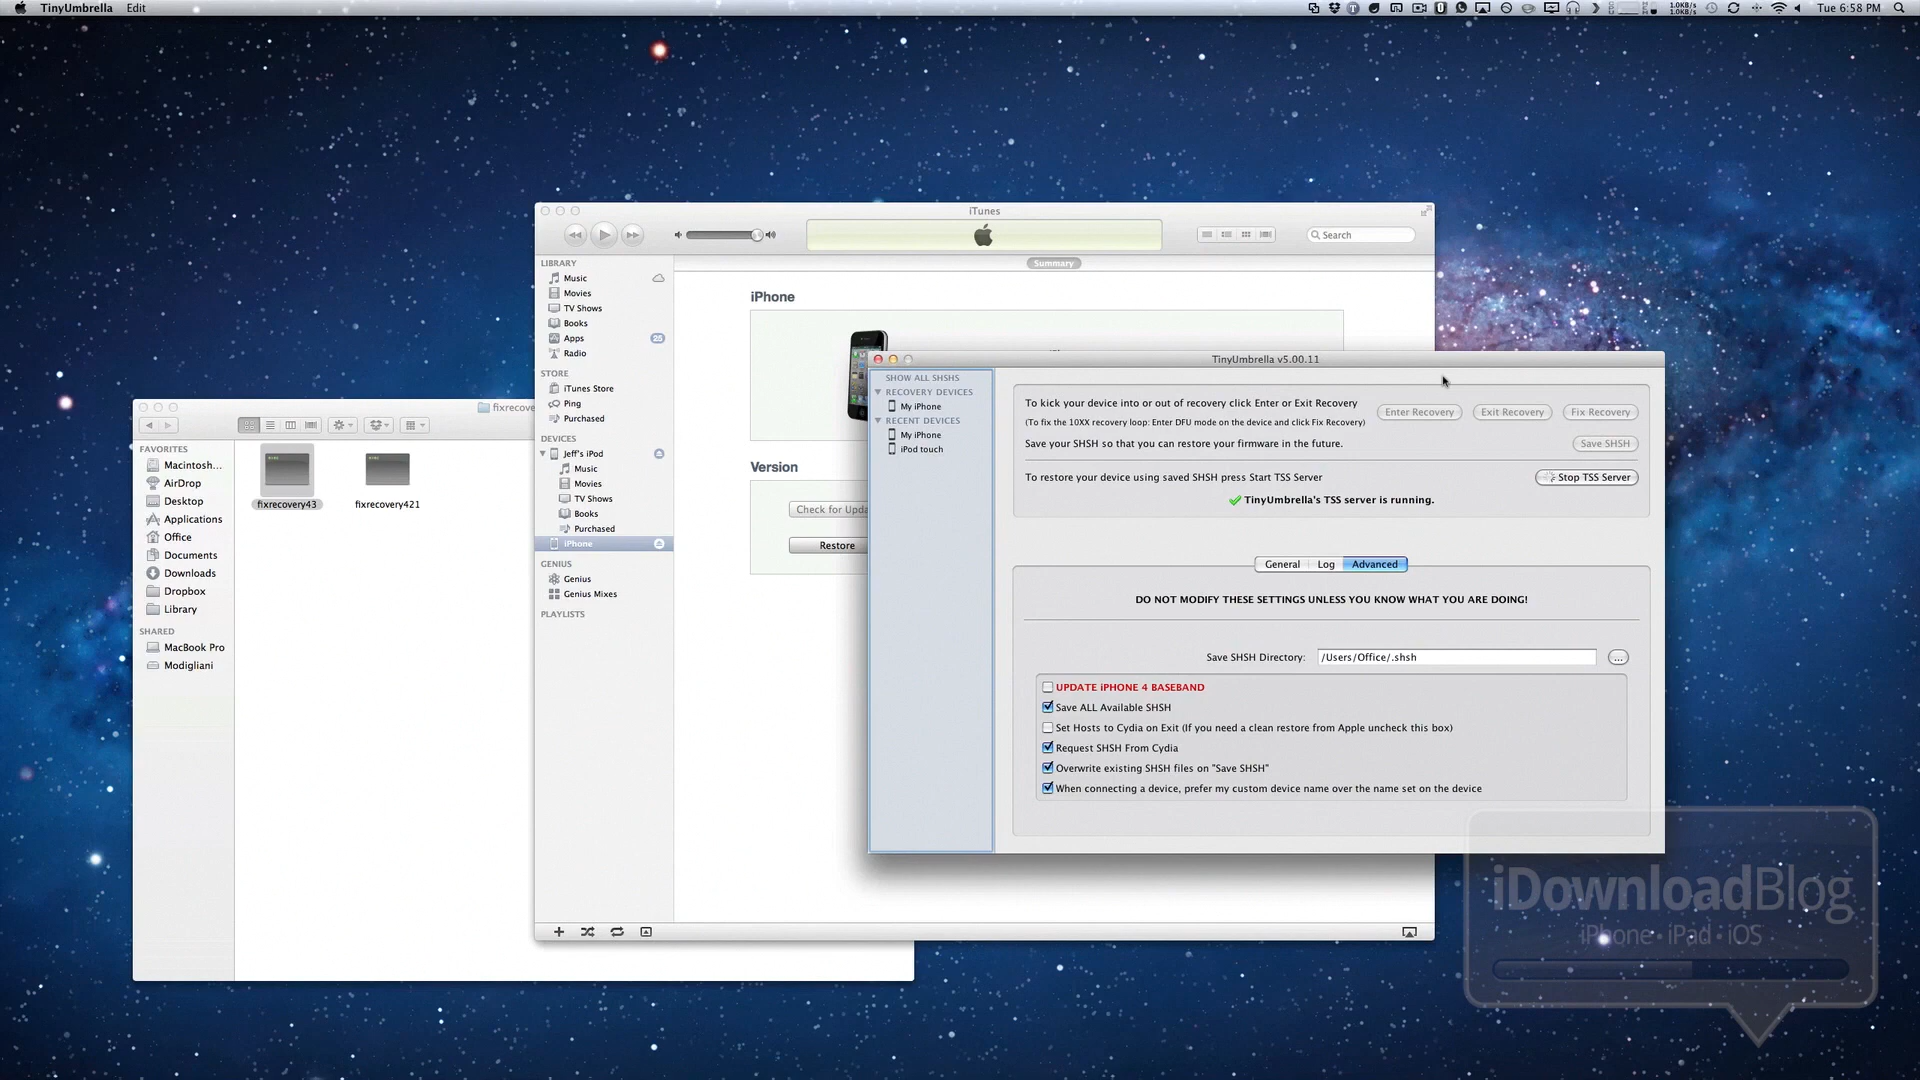 TinyUmbrella Edit
1.0KB/s
1.0KB/s
Tue 6:58 PM
iTunes
Search
LIBRARY
Music
Movies
TV Shows
Books
Apps 25
Radio
STORE
iTunes Store
Ping
Purchased
DEVICES
Jeff's iPod
Music
Movies
TV Shows
Books
Purchased
iPhone
GENIUS
Genius
Genius Mixes
PLAYLISTS
Summary
iPhone
Version
Check for Upda
Restore
fixrecove
FAVORITES
Macintosh...
AirDrop
Desktop
Applications
Office
Documents
Downloads
Dropbox
Library
SHARED
MacBook Pro
Modigliani
fixrecovery43
fixrecovery421
TinyUmbrella v5.00.11
SHOW ALL SHSHS
RECOVERY DEVICES
My iPhone
RECENT DEVICES
My iPhone
iPod touch
To kick your device into or out of recovery click Enter or Exit Recovery
(To fix the 10XX recovery loop: Enter DFU mode on the device and click Fix Recovery)
Enter Recovery
Exit Recovery
Fix Recovery
Save your SHSH so that you can restore your firmware in the future.
Save SHSH
To restore your device using saved SHSH press Start TSS Server
Stop TSS Server
TinyUmbrella's TSS server is running.
General Log Advanced
DO NOT MODIFY THESE SETTINGS UNLESS YOU KNOW WHAT YOU ARE DOING!
Save SHSH Directory: /Users/Office/.shsh ...
UPDATE iPHONE 4 BASEBAND
Save ALL Available SHSH
Set Hosts to Cydia on Exit (If you need a clean restore from Apple uncheck this box)
Request SHSH From Cydia
Overwrite existing SHSH files on "Save SHSH"
When connecting a device, prefer my custom device name over the name set on the device
iDownloadBlog
iPhone • iPad • iOS